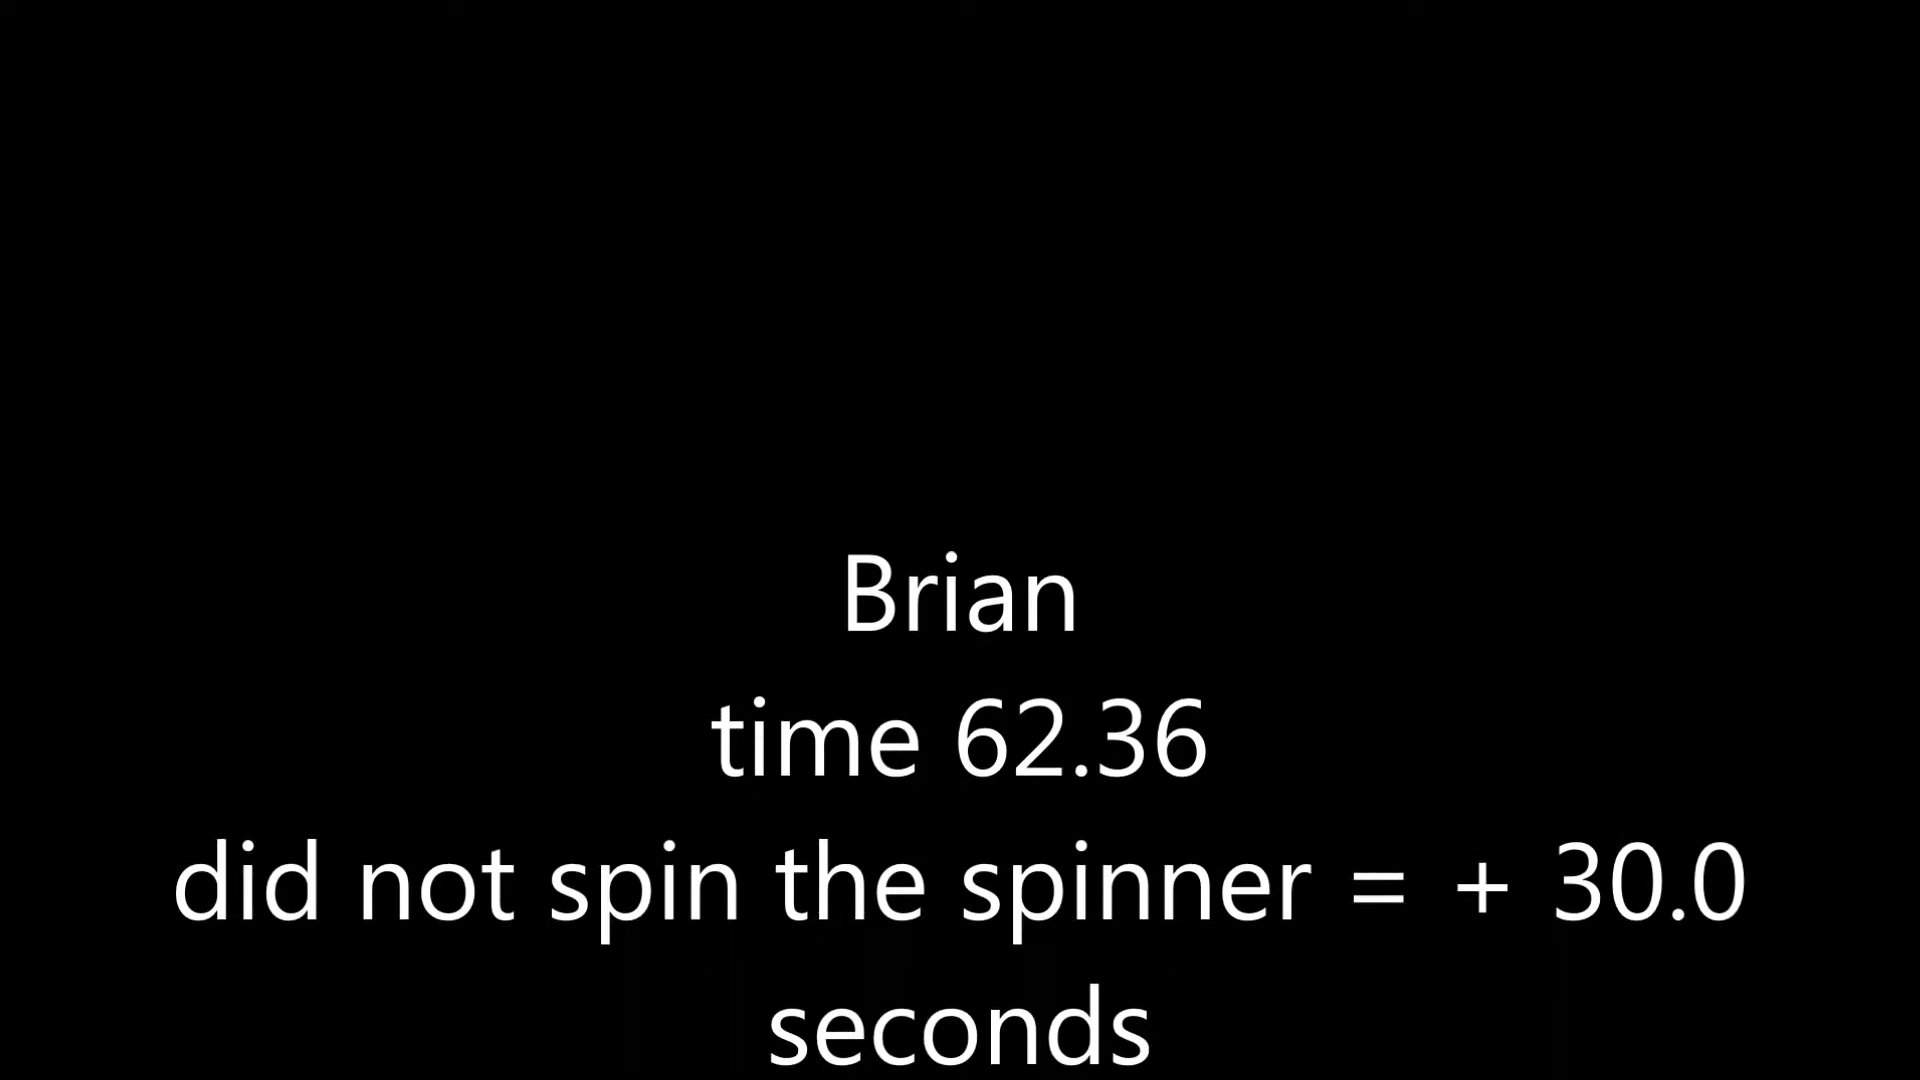 Brian
time 62.36
did not spin the spinner = + 30.0
seconds